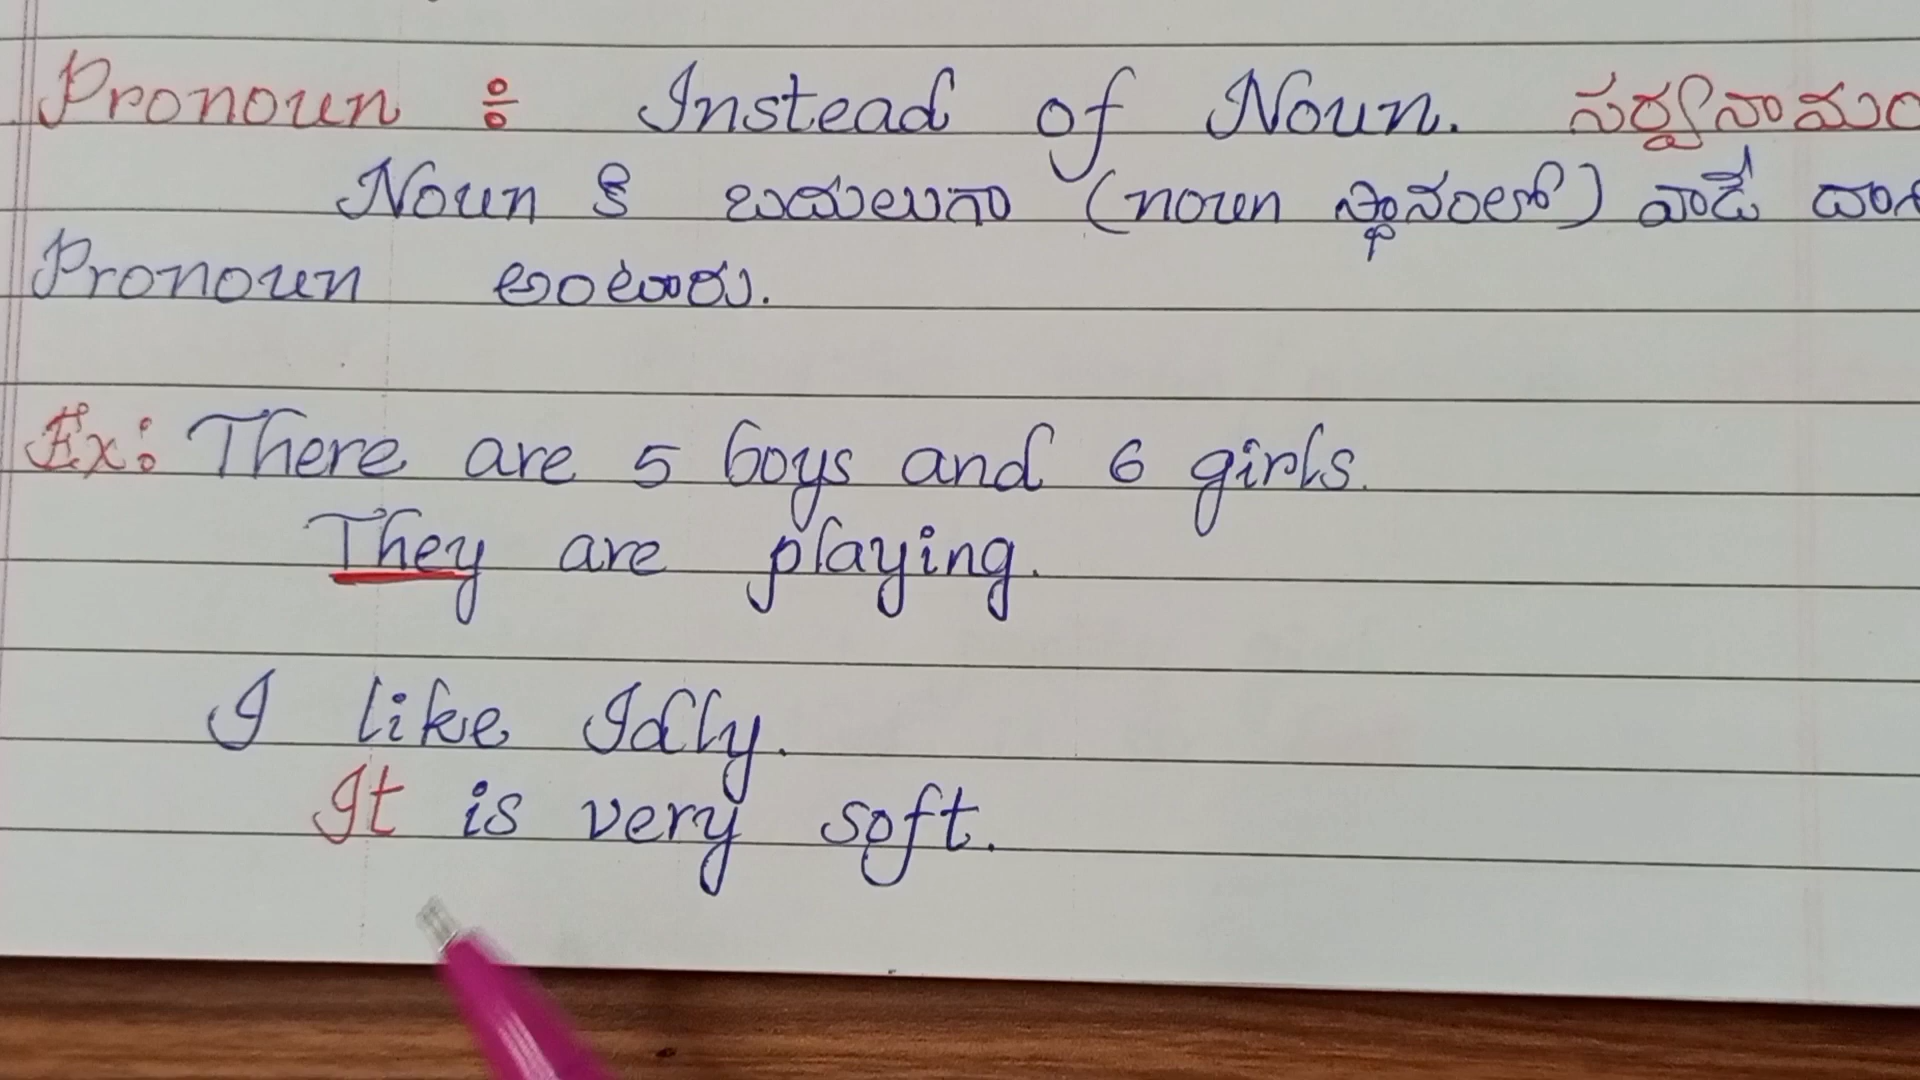 Pronoun : Instead of Noun. సర్వనామం
Noun కి బదులుగా (noun స్థానంలో) వాడే
Pronoun అంటారు.
Ex: There are 5 boys and 6 girls.
They are playing.
I like Idly.
It is very soft.